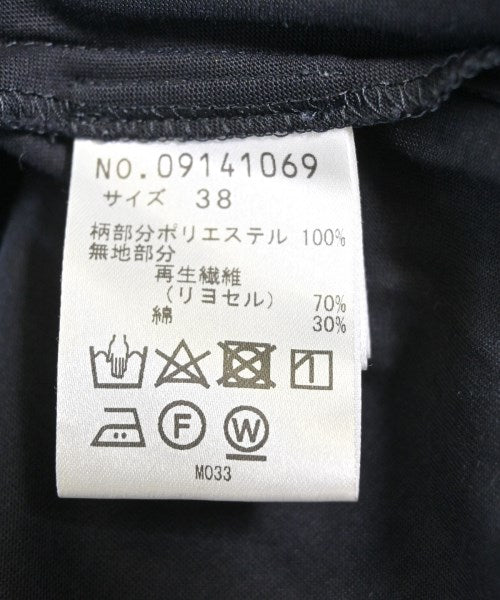 NO.09141069
サイズ 38
柄部分ポリエステル 100%
無地部分
再生繊維
(リヨセル) 70%
綿 30%
F W
M033